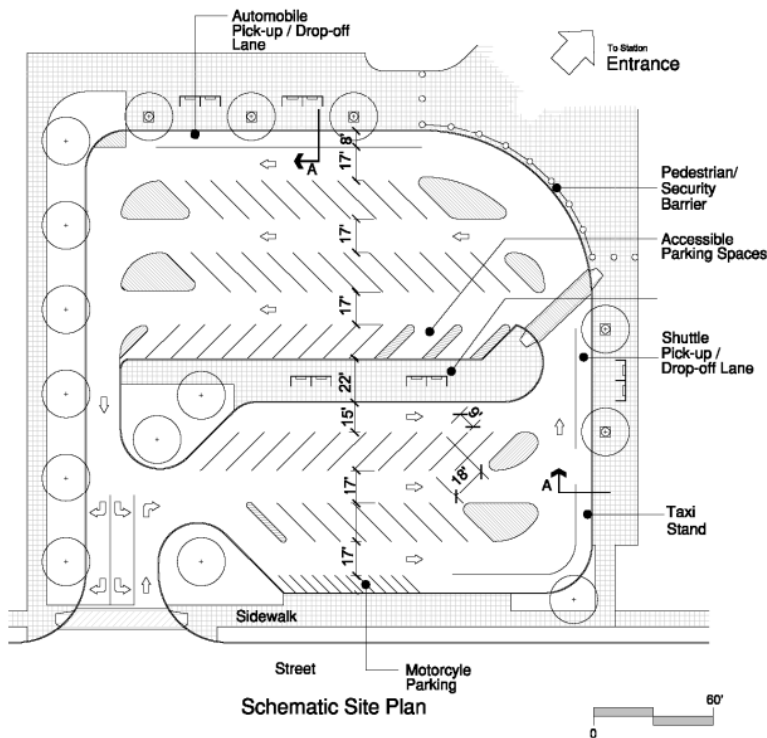 Automobile
Pick-up / Drop-off
Lane
To Station
Entrance
8'
17'
A
Pedestrian/
Security
Barrier
17'
Accessible
Parking Spaces
17'
Shuttle
Pick-up /
Drop-off Lane
22'
15'
9'
18'
17'
A
Taxi
Stand
17'
Sidewalk
Street
Motorcyle
Parking
Schematic Site Plan
60'
0